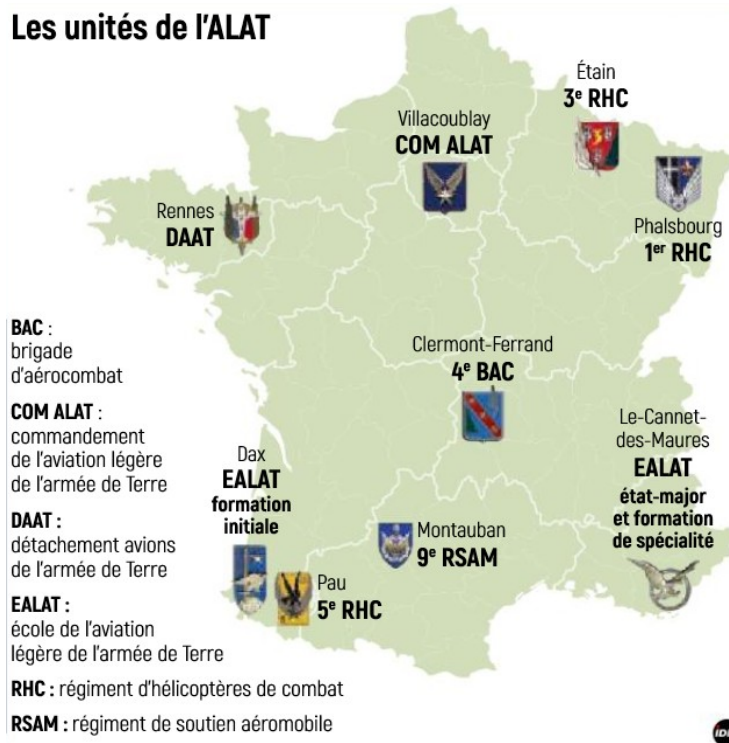 Les unités de l'ALAT
Étain
3e RHC
Villacoublay
COM ALAT
Phalsbourg
1er RHC
Rennes
DAAT
Clermont-Ferrand
4e BAC
Le-Cannet-
des-Maures
EALAT
état-major
et formation
de spécialité
Dax
EALAT
formation
initiale
Montauban
9e RSAM
Pau
5e RHC
BAC :
brigade
d'aérocombat
COM ALAT :
commandement
de l'aviation légère
de l'armée de Terre
DAAT :
détachement avions
de l'armée de Terre
EALAT :
école de l'aviation
légère de l'armée de Terre
RHC : régiment d'hélicoptères de combat
RSAM : régiment de soutien aéromobile